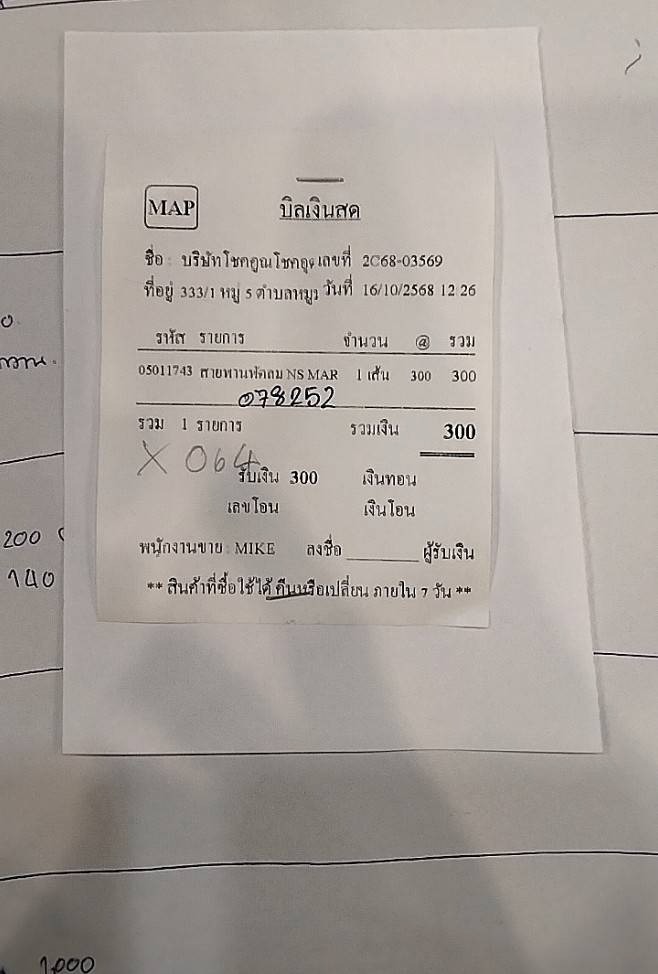 MAP บิลเงินสด
ชื่อ : บริษัท โชคคูณโชค เลขที่ 2C68-03569
ที่อยู่ 333/1 หมู่ 5 ตำบลหมู วันที่ 16/10/2568 12:26
รหัส รายการ จำนวน @ รวม
05011743 สายพานพัดลม NS MAR 1 เส้น 300 300
078252
รวม 1 รายการ รวมเงิน 300
X 064
รับเงิน 300 เงินทอน
เลขโอน เงินโอน
พนักงานขาย : MIKE ลงชื่อ ผู้รับเงิน
** สินค้าที่ซื้อใช้ได้ คืนหรือเปลี่ยน ภายใน 7 วัน **
200
140
1,000